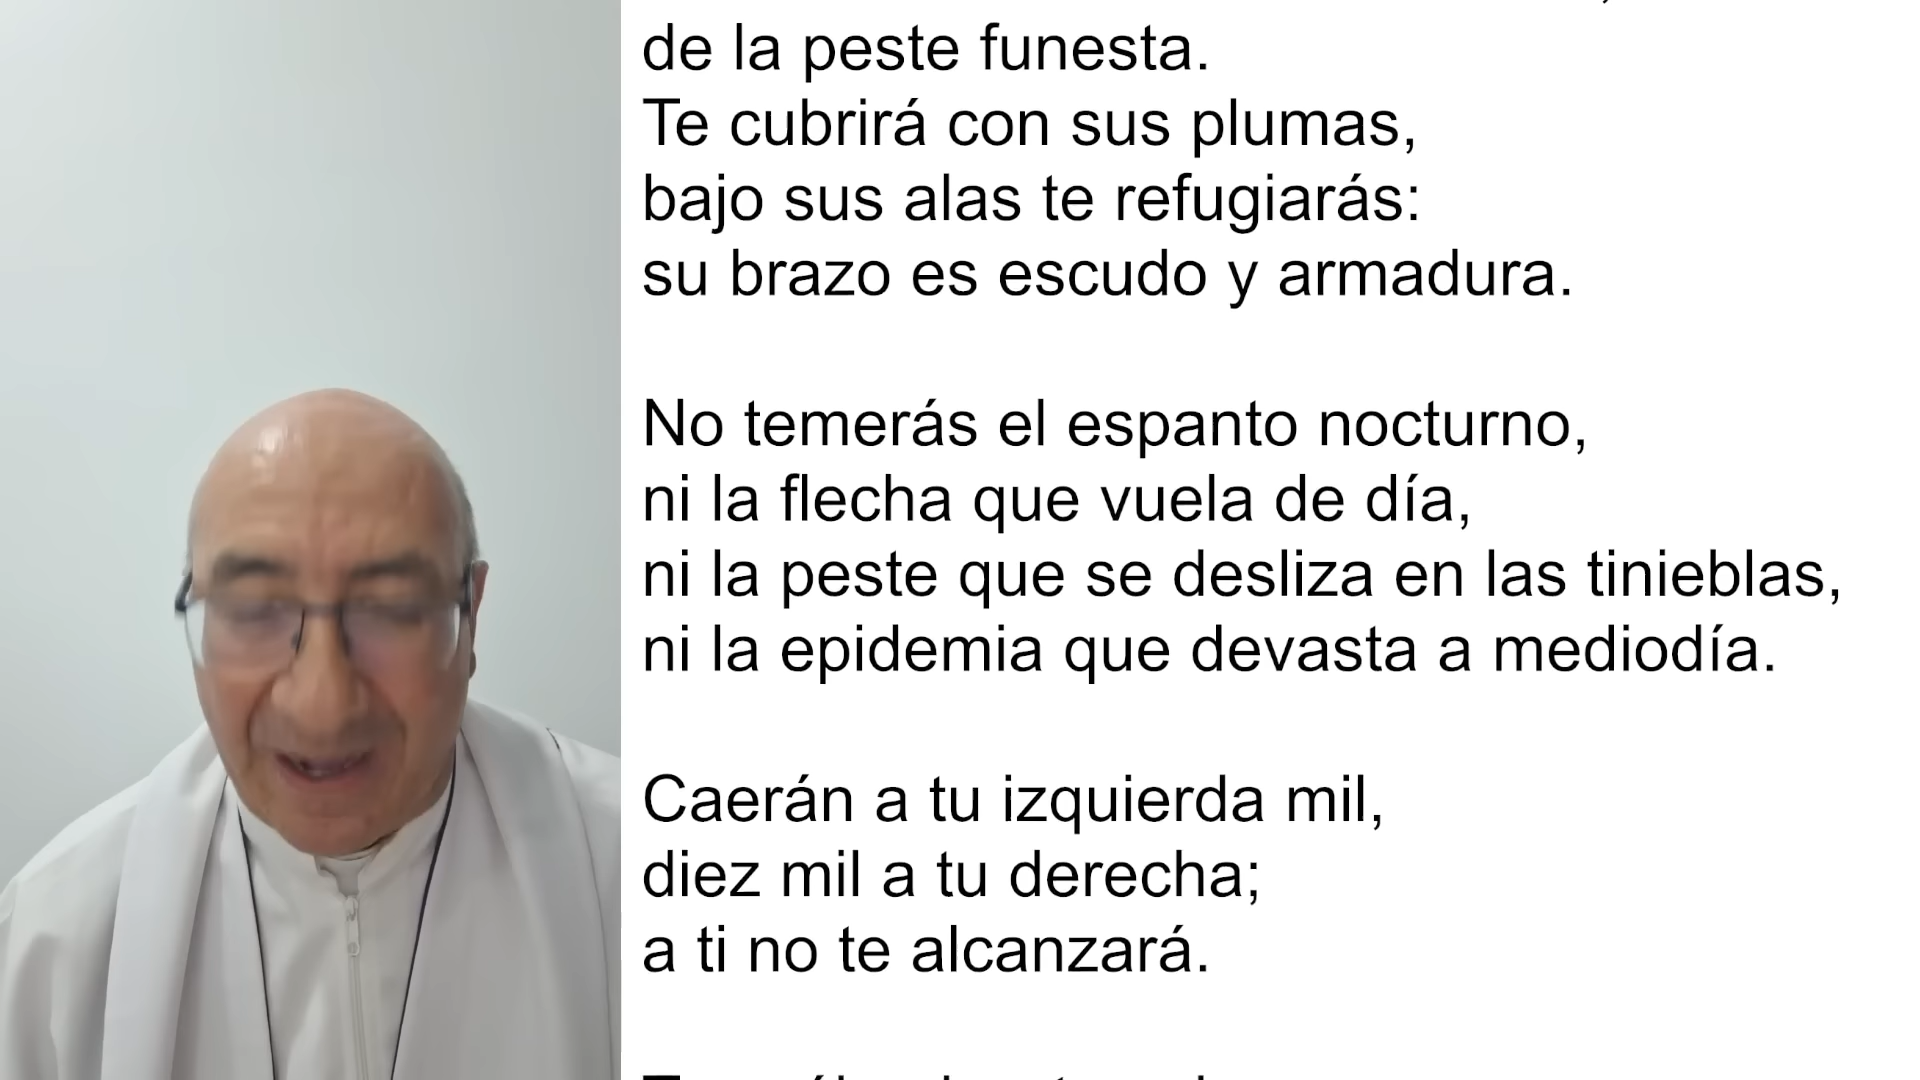 de la peste funesta.
Te cubrirá con sus plumas,
bajo sus alas te refugiarás:
su brazo es escudo y armadura.
No temerás el espanto nocturno,
ni la flecha que vuela de día,
ni la peste que se desliza en las tinieblas,
ni la epidemia que devasta a mediodía.
Caerán a tu izquierda mil,
diez mil a tu derecha;
a ti no te alcanzará.